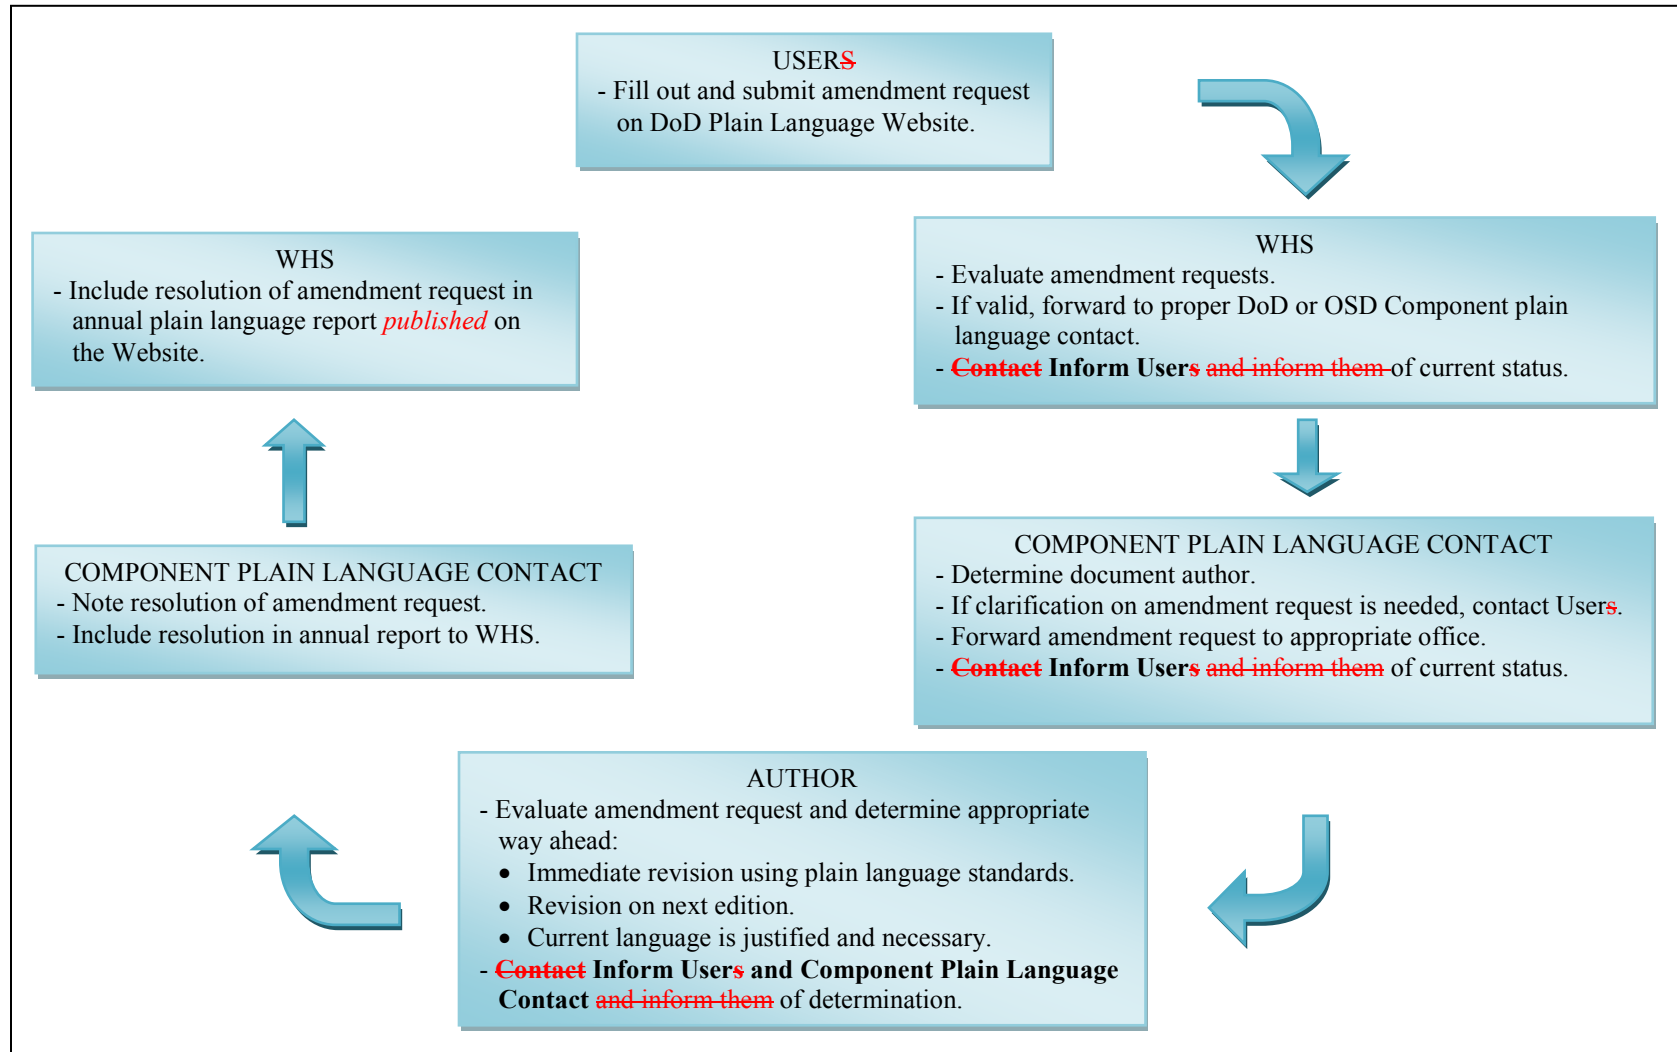 USERS
- Fill out and submit amendment request
on DoD Plain Language Website.
WHS
- Evaluate amendment requests.
- If valid, forward to proper DoD or OSD Component plain
language contact.
- Contact Inform Users and inform them of current status.
COMPONENT PLAIN LANGUAGE CONTACT
- Determine document author.
- If clarification on amendment request is needed, contact Users.
- Forward amendment request to appropriate office.
- Contact Inform Users and inform them of current status.
AUTHOR
- Evaluate amendment request and determine appropriate
way ahead:
• Immediate revision using plain language standards.
• Revision on next edition.
• Current language is justified and necessary.
- Contact Inform Users and Component Plain Language
Contact and inform them of determination.
COMPONENT PLAIN LANGUAGE CONTACT
- Note resolution of amendment request.
- Include resolution in annual report to WHS.
WHS
- Include resolution of amendment request in
annual plain language report published on
the Website.